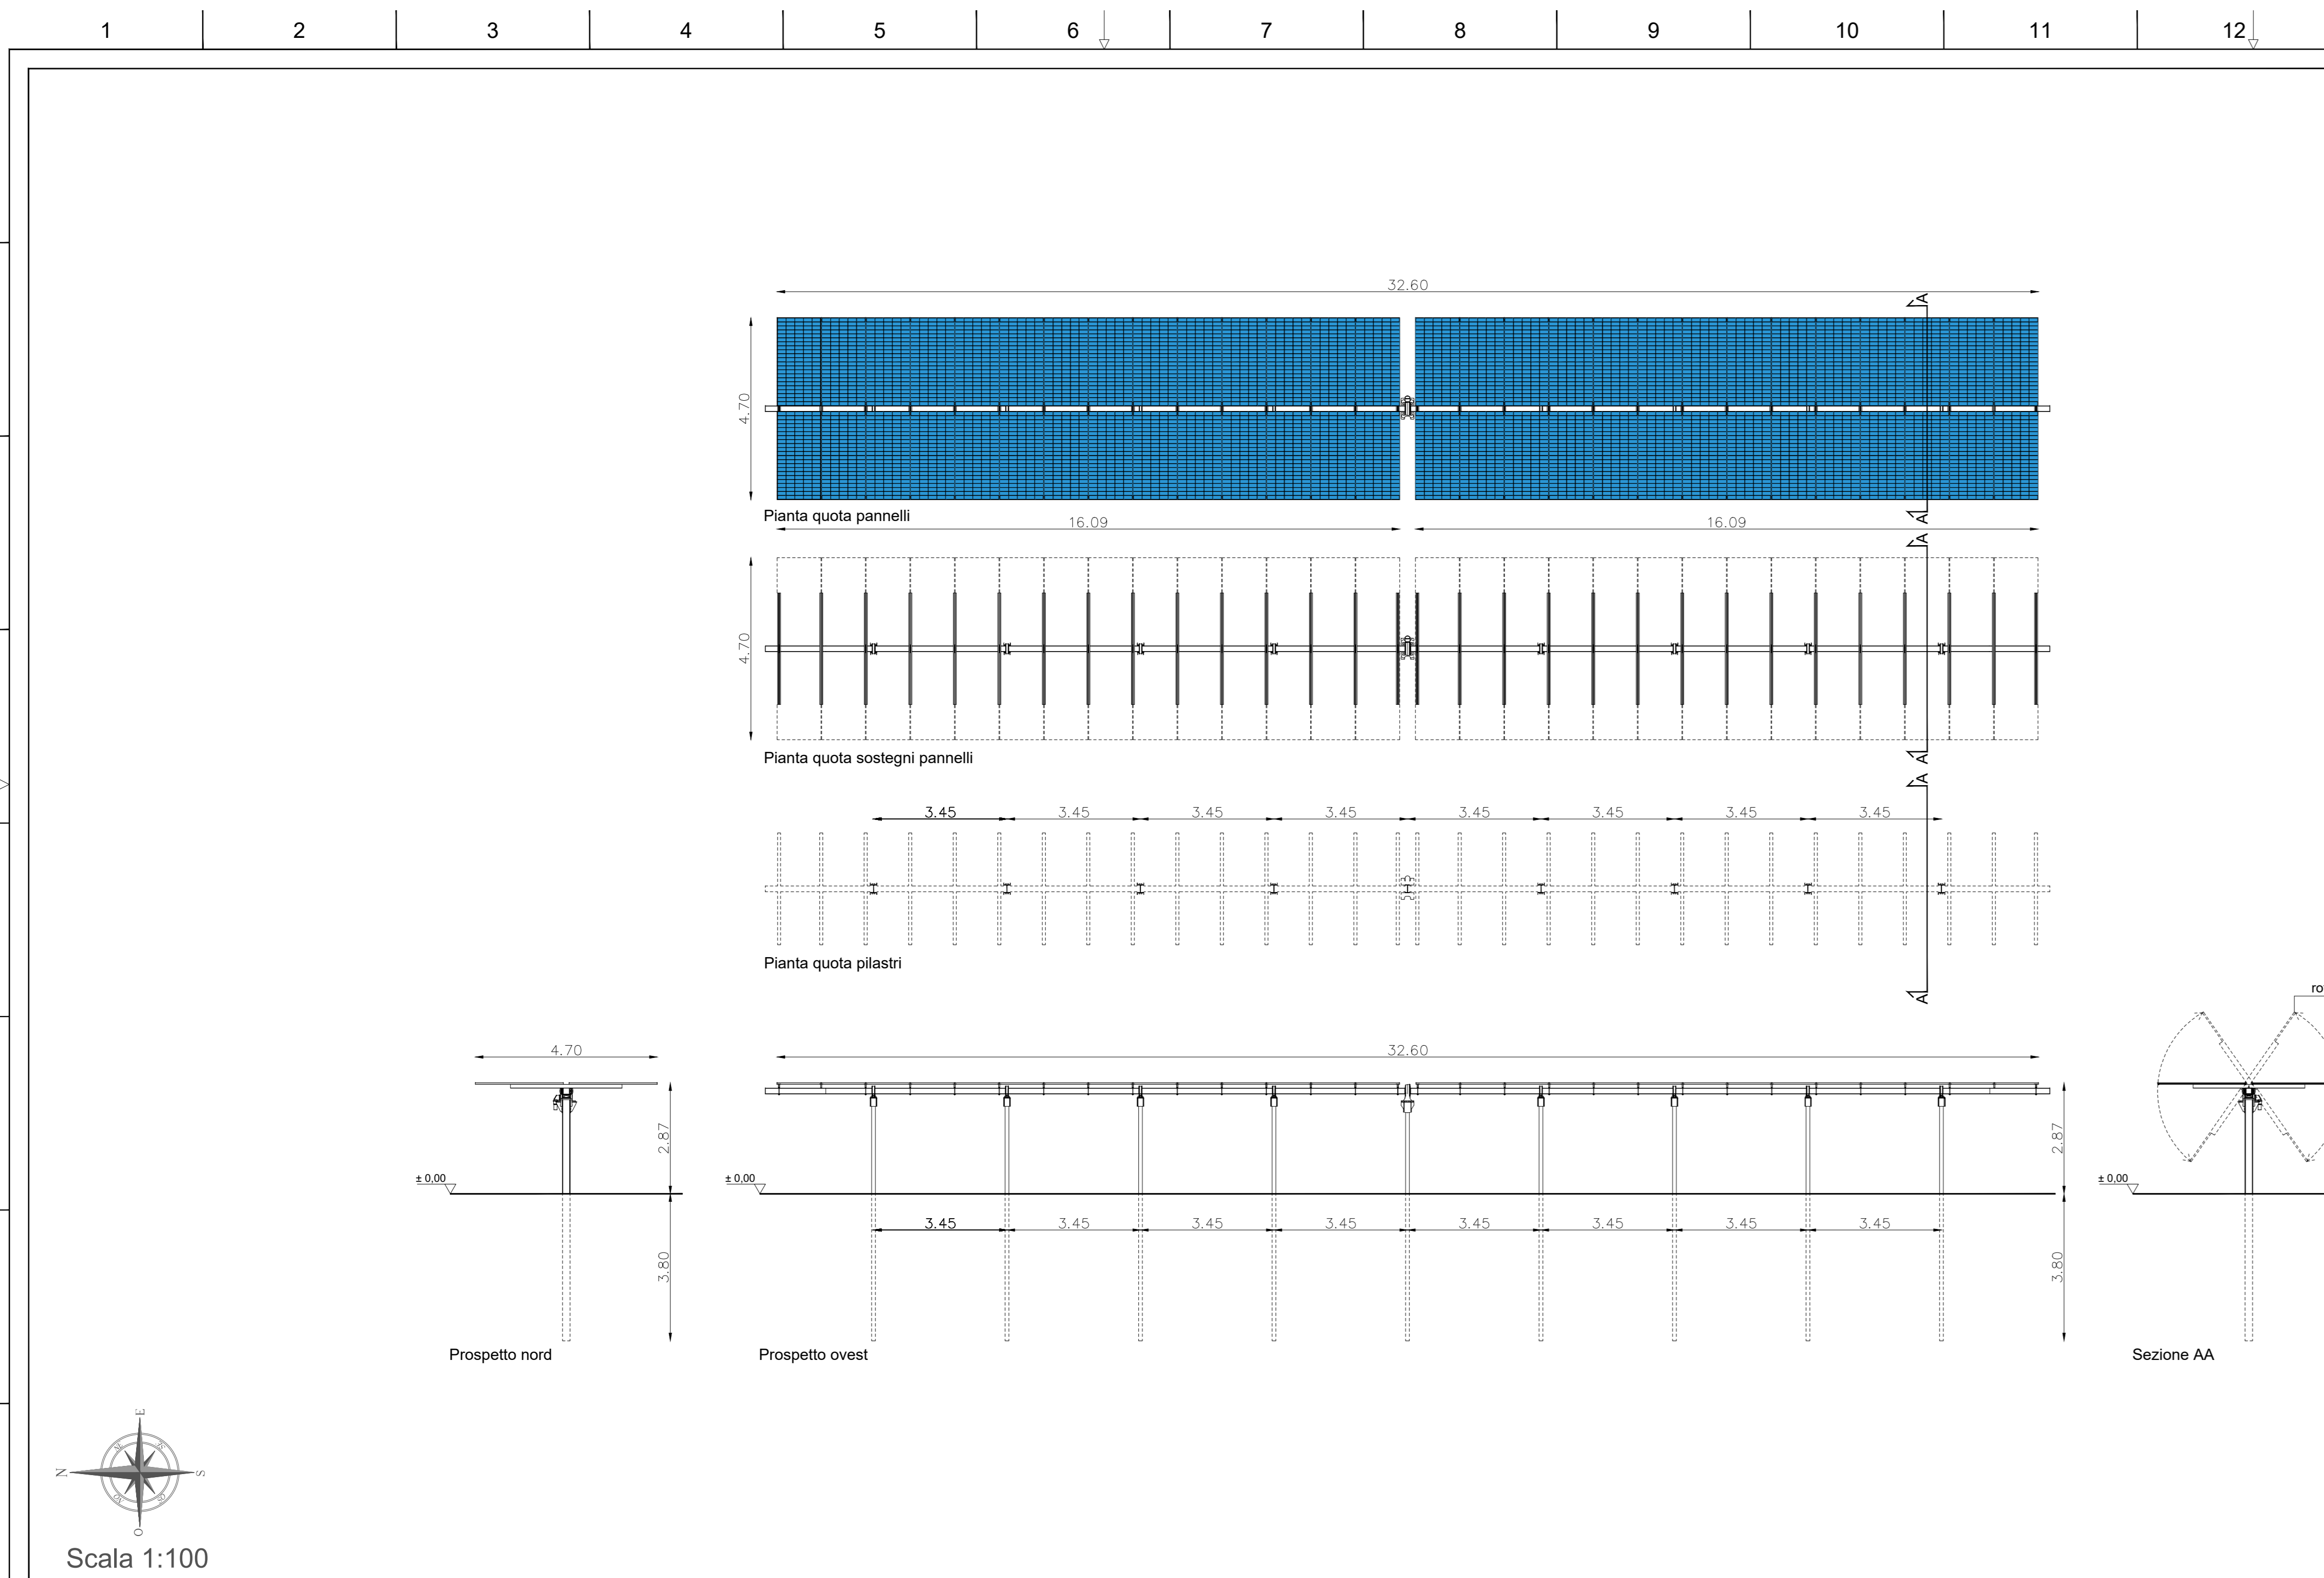 1 2 3 4 5 6 7 8 9 10 11 12
32.60
A
4.70
Pianta quota pannelli
A
16.09 16.09
A
4.70
Pianta quota sostegni pannelli
A
A
3.45 3.45 3.45 3.45 3.45 3.45 3.45 3.45
Pianta quota pilastri
A
4.70 32.60
2.87 2.87
± 0,00 ± 0,00 ± 0,00
3.45 3.45 3.45 3.45 3.45 3.45 3.45 3.45
3.80 3.80
Prospetto nord Prospetto ovest Sezione AA
E
N S
O
Scala 1:100